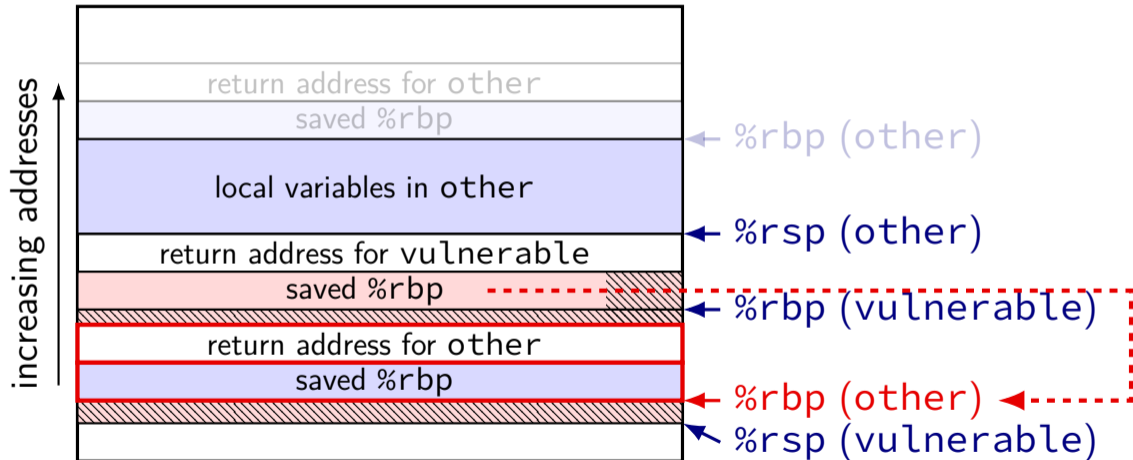 increasing addresses
return address for other
saved %rbp
%rbp (other)
local variables in other
%rsp (other)
return address for vulnerable
saved %rbp
%rbp (vulnerable)
return address for other
saved %rbp
%rbp (other)
%rsp (vulnerable)